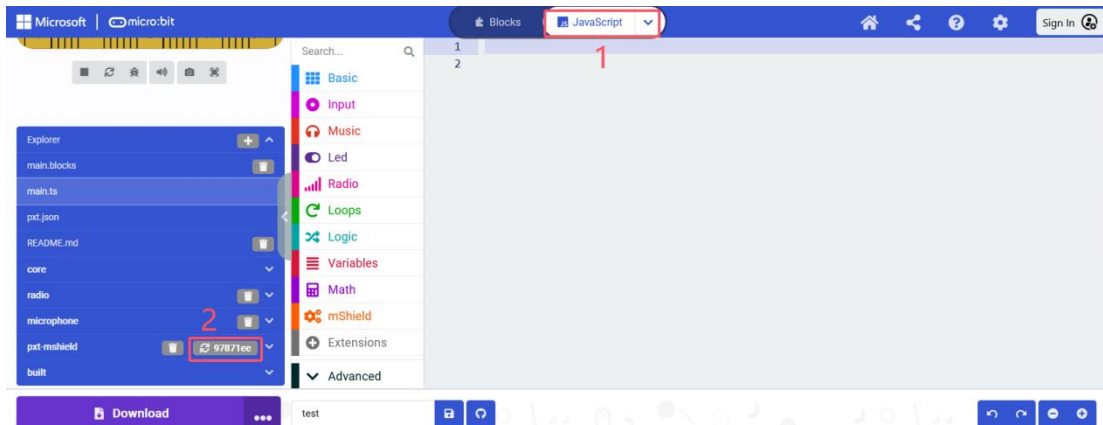 Microsoft | micro:bit
Blocks
JS JavaScript
Sign In
1
Explorer
main.blocks
main.ts
pxt.json
README.md
core
radio
microphone
2
pxt-mshield
97871ee
built
Download
Search...
Basic
Input
Music
Led
Radio
Loops
Logic
Variables
Math
mShield
Extensions
Advanced
1
2
test